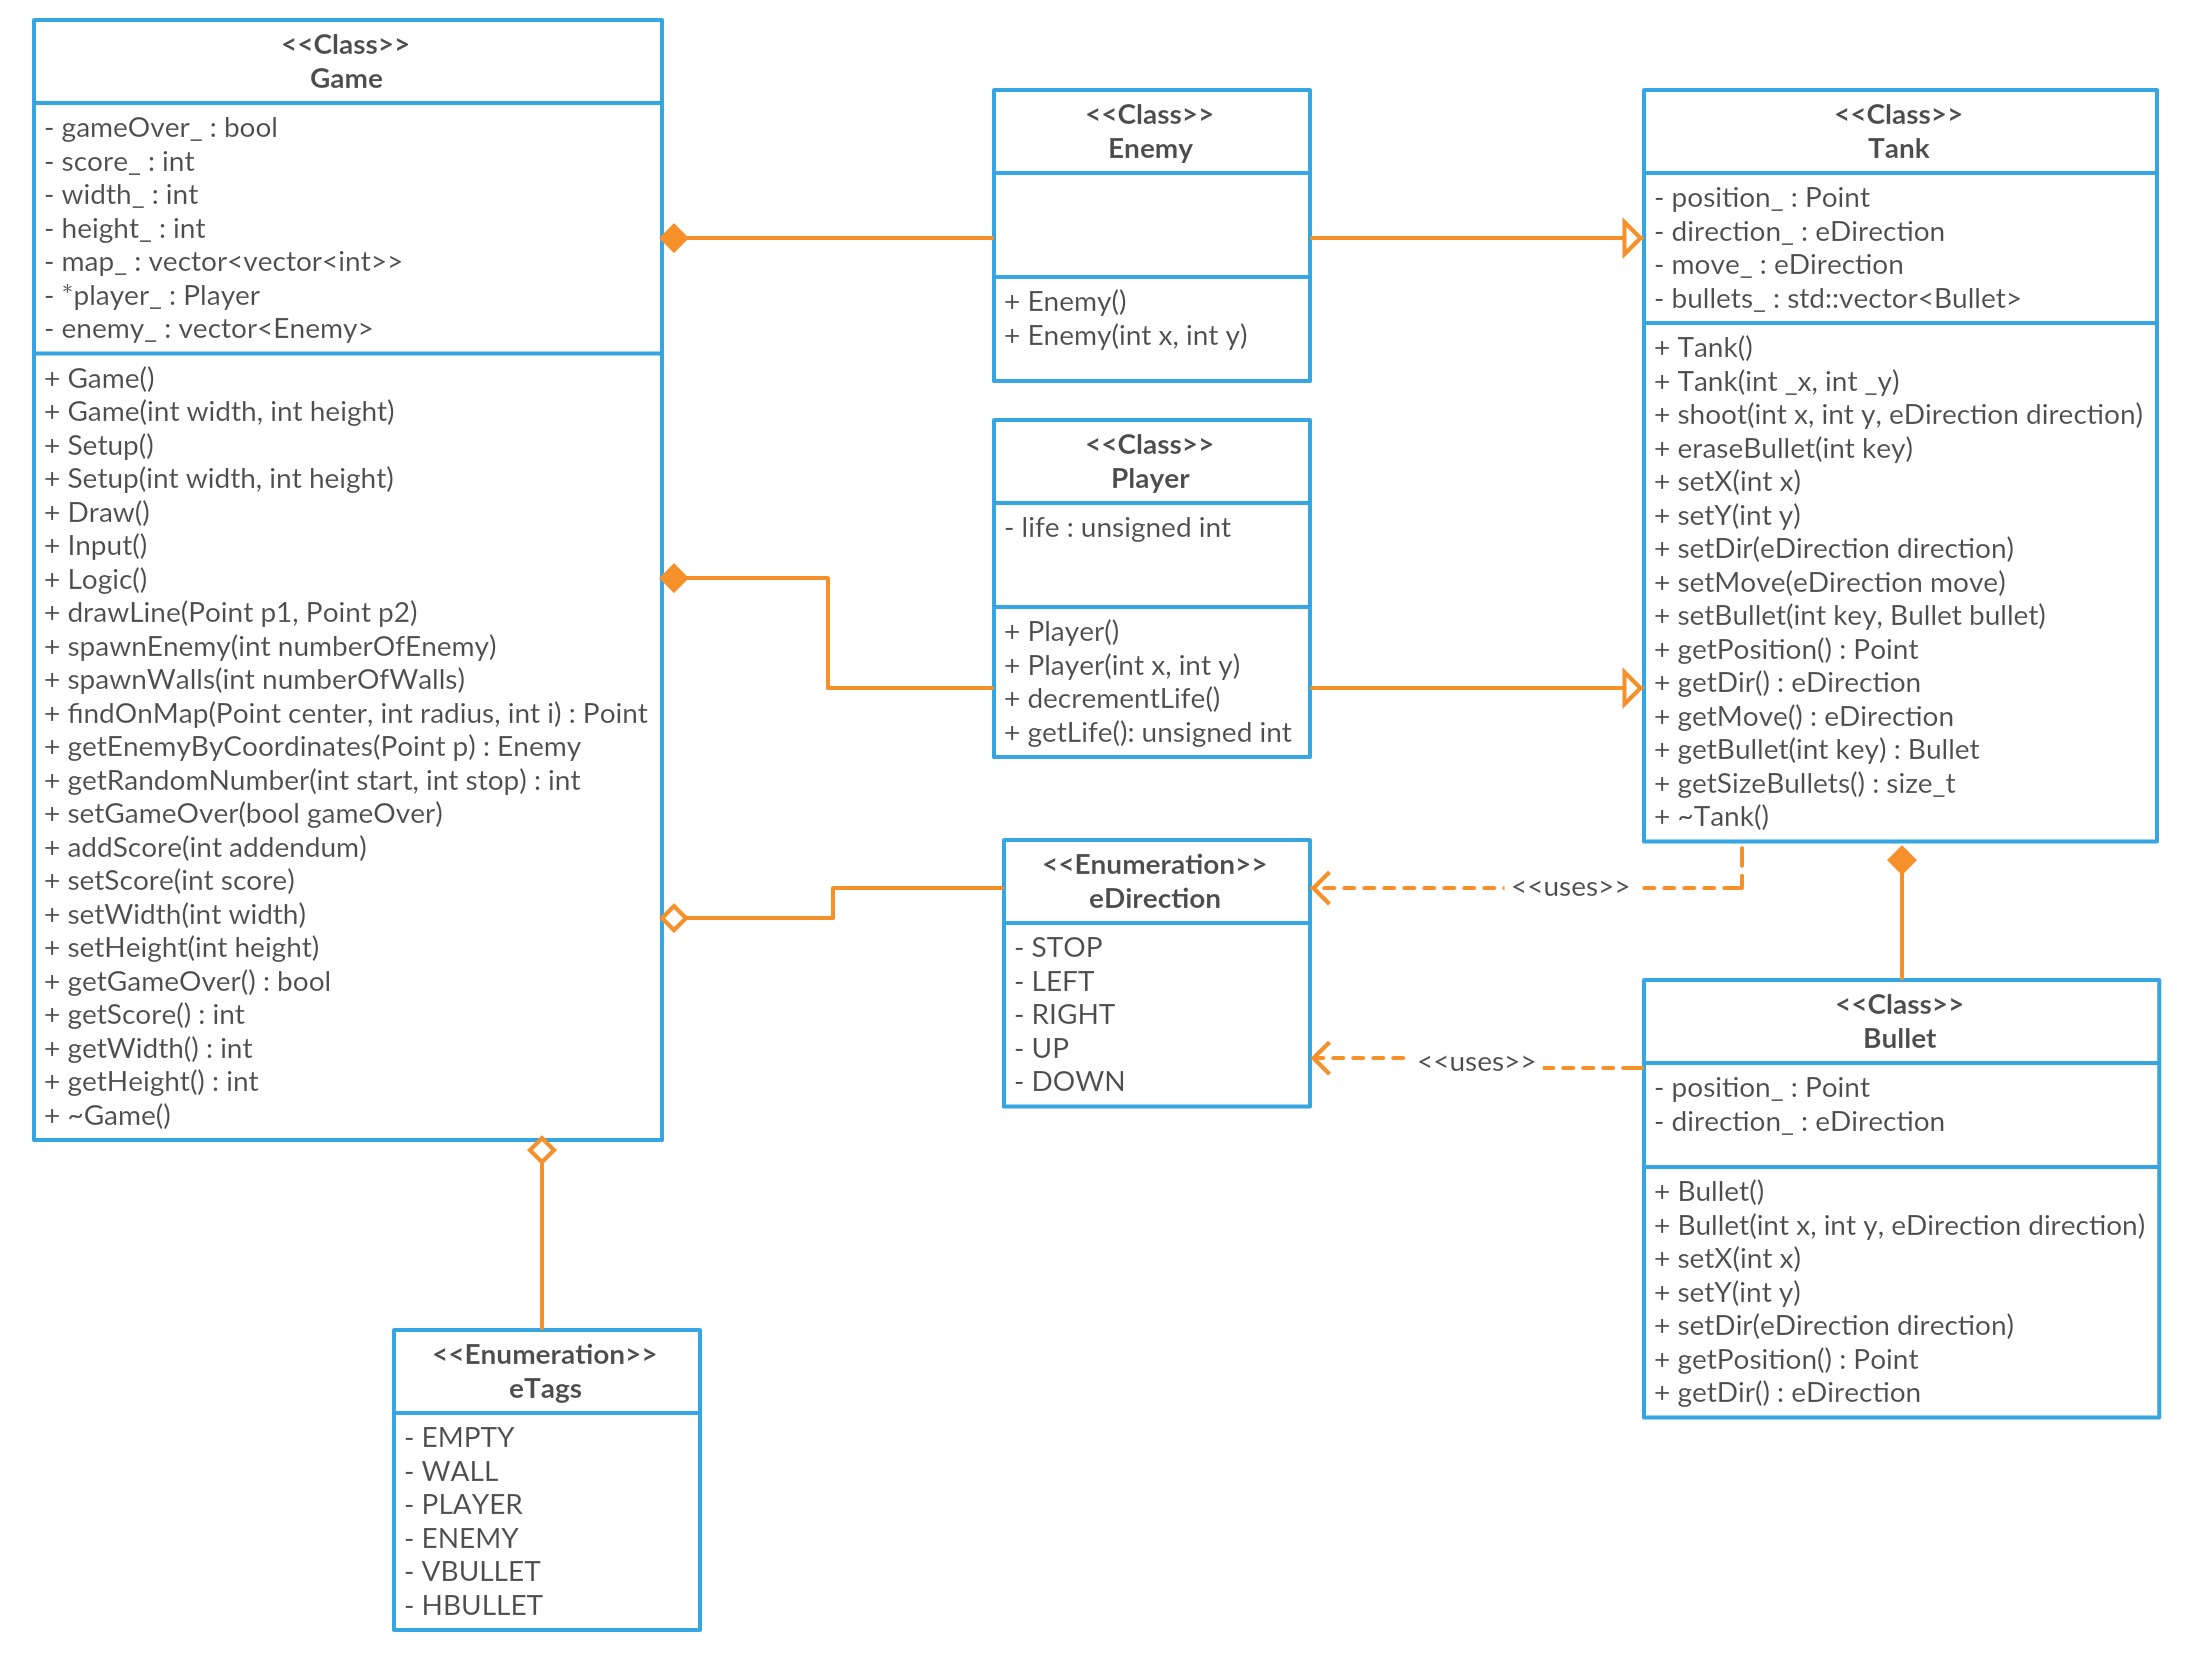 <<Class>>
Game
- gameOver_ : bool
- score_ : int
- width_ : int
- height_ : int
- map_ : vector<vector<int>>
- *player_ : Player
- enemy_ : vector<Enemy>
+ Game()
+ Game(int width, int height)
+ Setup()
+ Setup(int width, int height)
+ Draw()
+ Input()
+ Logic()
+ drawLine(Point p1, Point p2)
+ spawnEnemy(int numberOfEnemy)
+ spawnWalls(int numberOfWalls)
+ findOnMap(Point center, int radius, int i) : Point
+ getEnemyByCoordinates(Point p) : Enemy
+ getRandomNumber(int start, int stop) : int
+ setGameOver(bool gameOver)
+ addScore(int addendum)
+ setScore(int score)
+ setWidth(int width)
+ setHeight(int height)
+ getGameOver() : bool
+ getScore() : int
+ getWidth() : int
+ getHeight() : int
+ ~Game()
<<Class>>
Enemy
+ Enemy()
+ Enemy(int x, int y)
<<Class>>
Player
- life : unsigned int
+ Player()
+ Player(int x, int y)
+ decrementLife()
+ getLife(): unsigned int
<<Class>>
Tank
- position_ : Point
- direction_ : eDirection
- move_ : eDirection
- bullets_ : std::vector<Bullet>
+ Tank()
+ Tank(int _x, int _y)
+ shoot(int x, int y, eDirection direction)
+ eraseBullet(int key)
+ setX(int x)
+ setY(int y)
+ setDir(eDirection direction)
+ setMove(eDirection move)
+ setBullet(int key, Bullet bullet)
+ getPosition() : Point
+ getDir() : eDirection
+ getMove() : eDirection
+ getBullet(int key) : Bullet
+ getSizeBullets() : size_t
+ ~Tank()
<<Enumeration>>
eDirection
- STOP
- LEFT
- RIGHT
- UP
- DOWN
<<uses>>
<<uses>>
<<Class>>
Bullet
- position_ : Point
- direction_ : eDirection
+ Bullet()
+ Bullet(int x, int y, eDirection direction)
+ setX(int x)
+ setY(int y)
+ setDir(eDirection direction)
+ getPosition() : Point
+ getDir() : eDirection
<<Enumeration>>
eTags
- EMPTY
- WALL
- PLAYER
- ENEMY
- VBULLET
- HBULLET